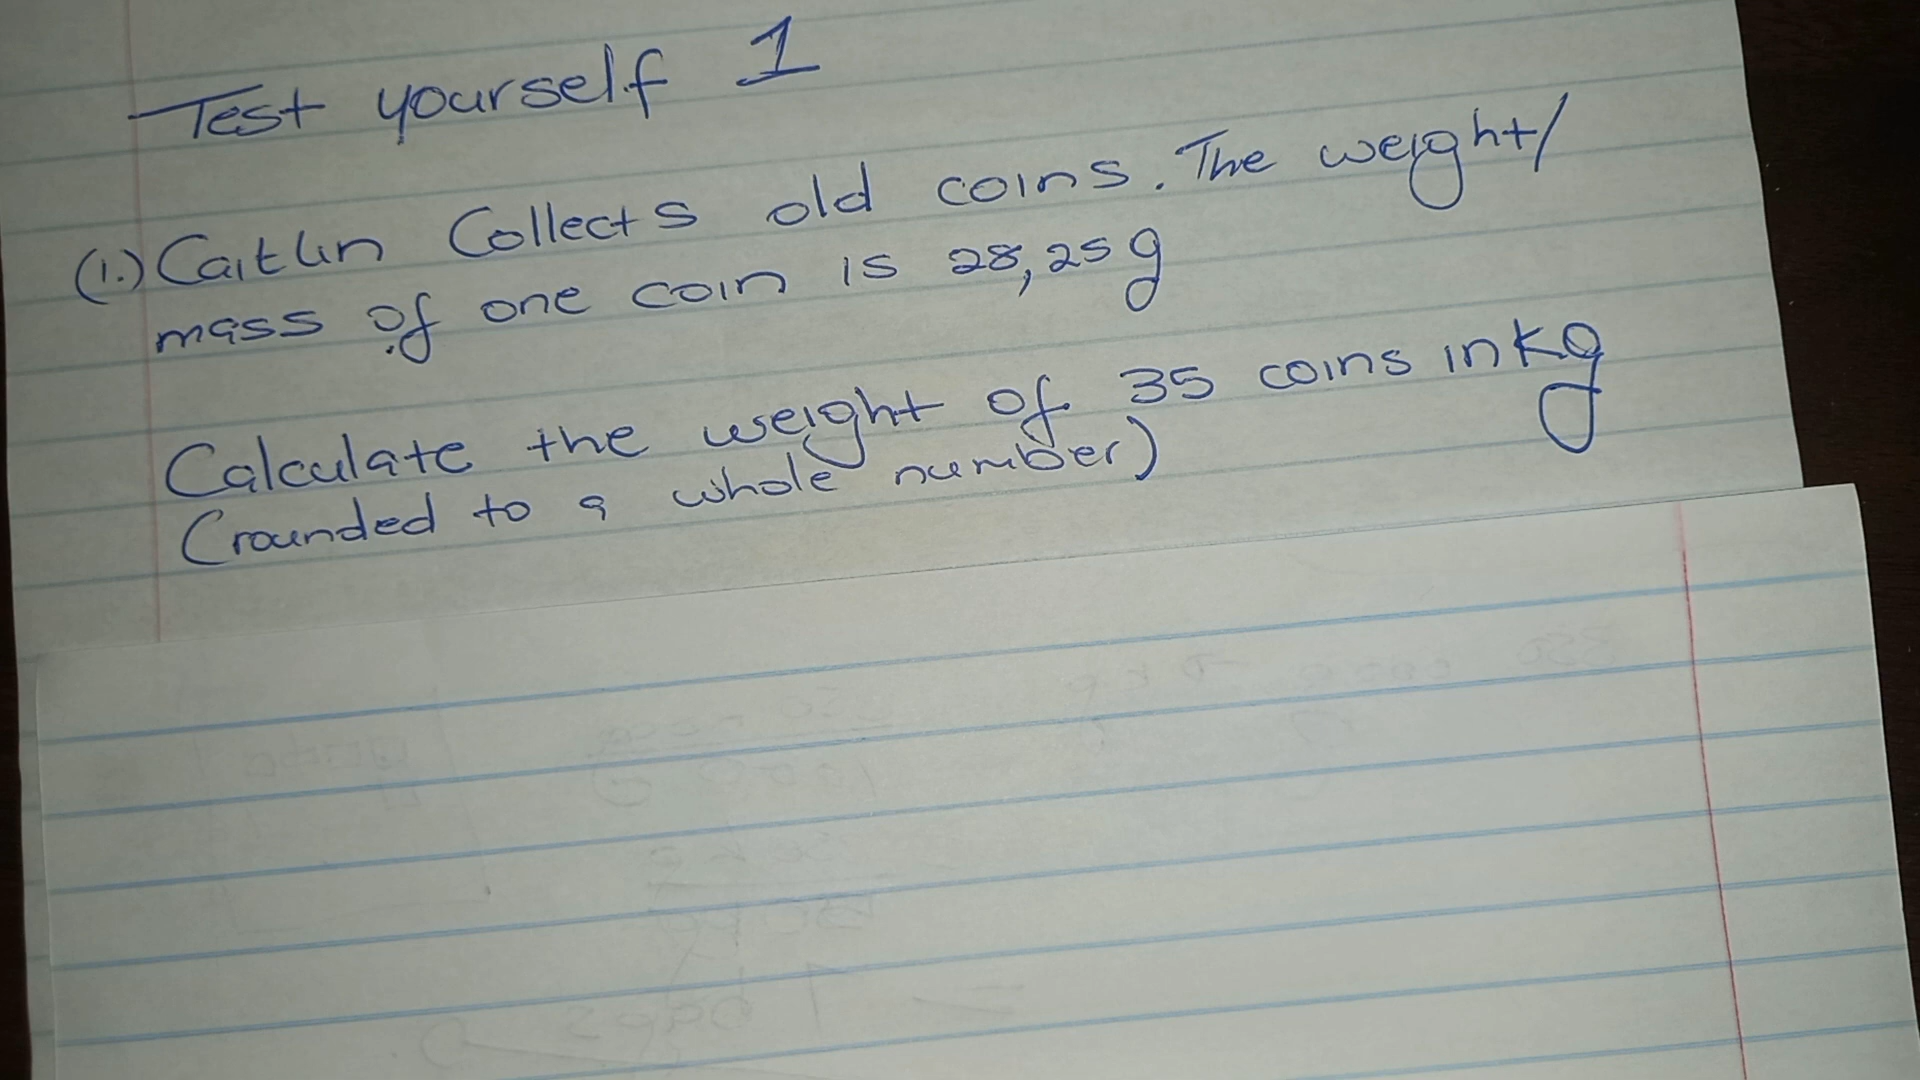 Test yourself 1
(1.) Caitlin Collects old coins. The weight/
mass of one coin is 28,25g
Calculate the weight of 35 coins in kg
(rounded to a whole number)